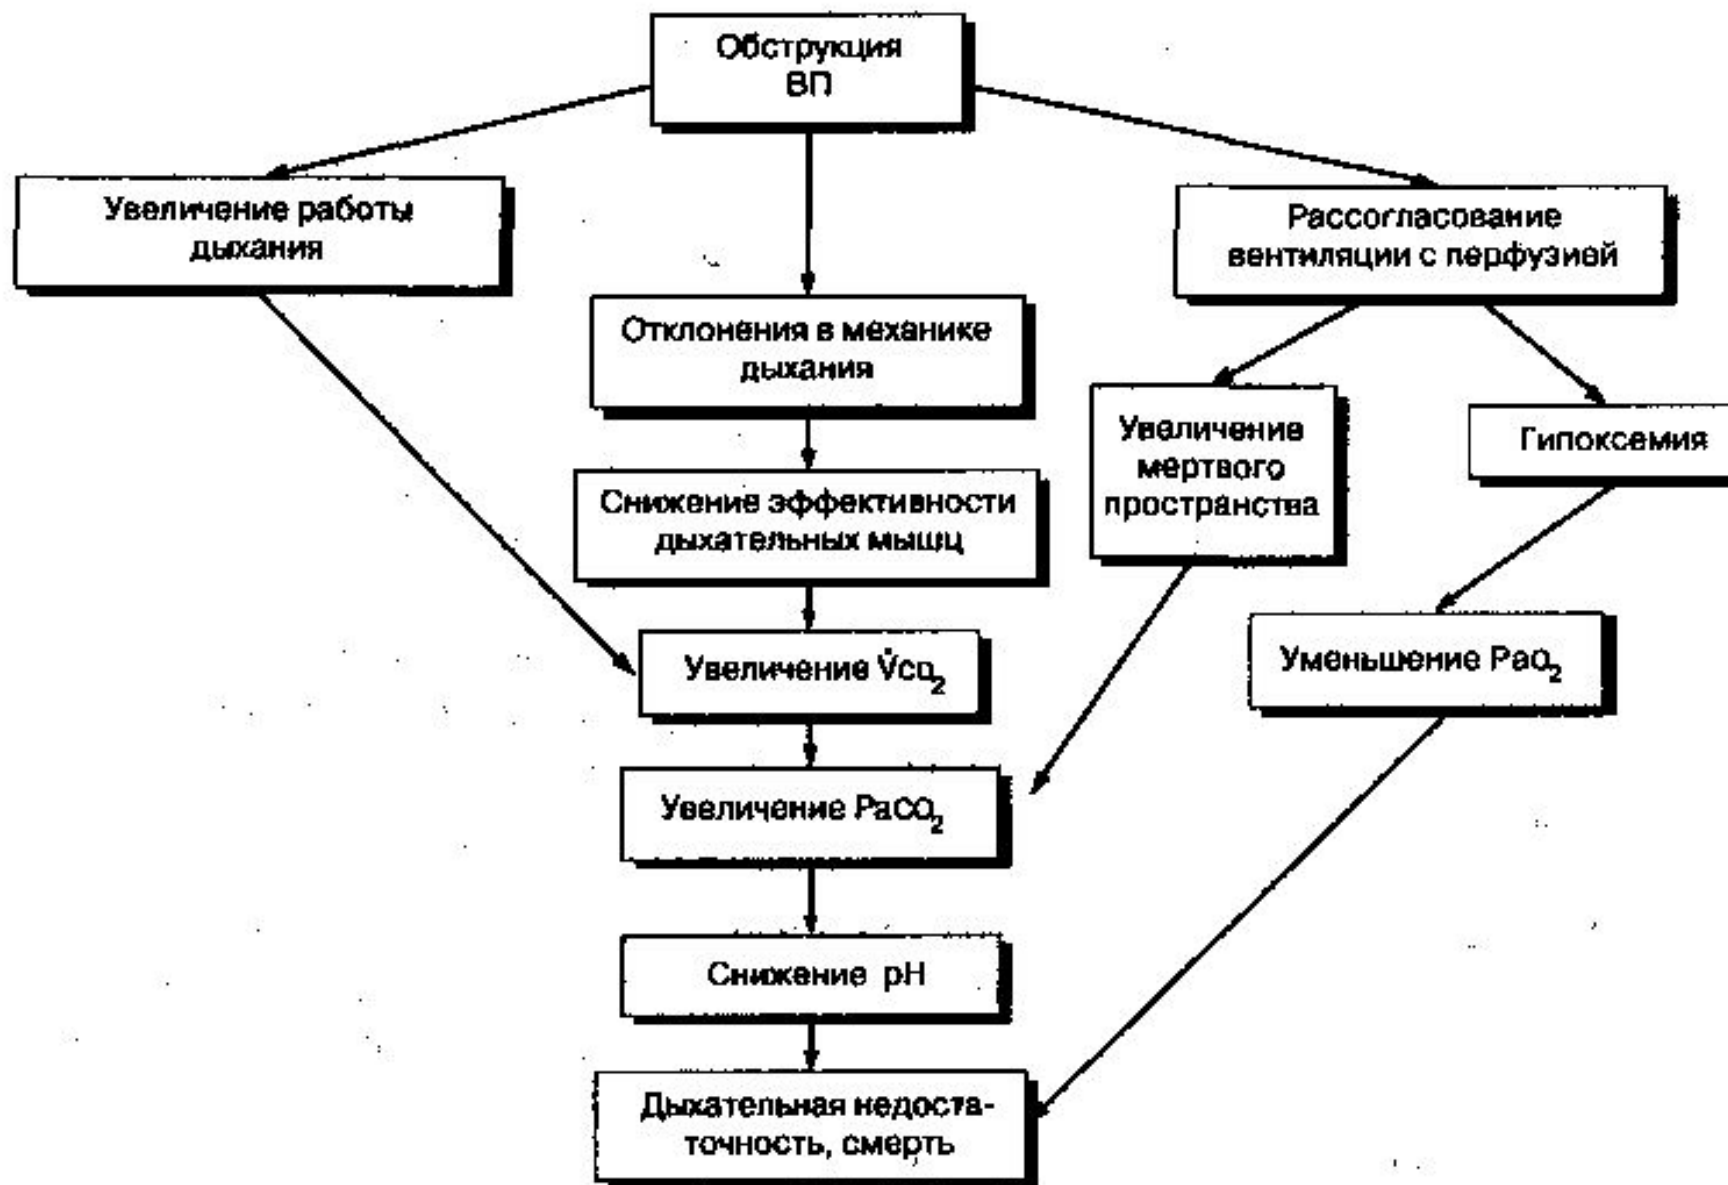 Обструкция
ВП
Увеличение работы
дыхания
Рассогласование
вентиляции с перфузией
Отклонения в механике
дыхания
Увеличение
мертвого
пространства
Гипоксемия
Снижение эффективности
дыхательных мышц
Увеличение V̇co₂
Уменьшение PaO₂
Увеличение PaCO₂
Снижение pH
Дыхательная недоста-
точность, смерть